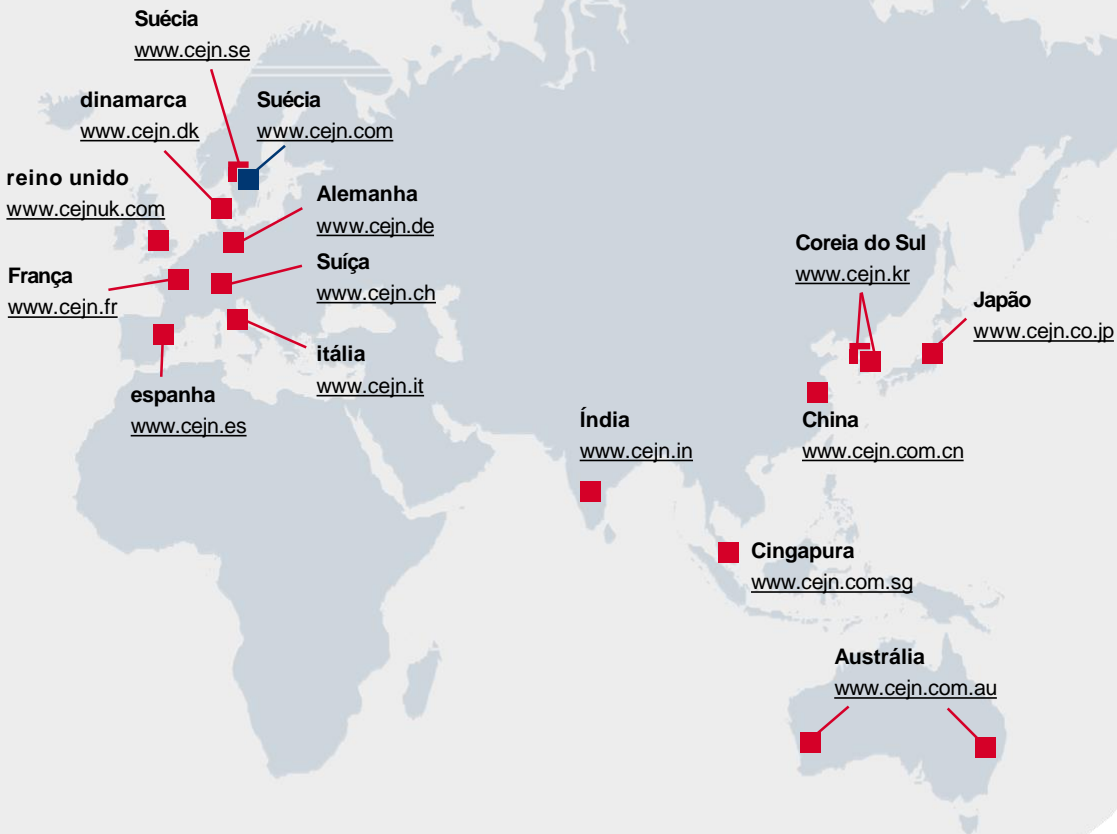 Suécia
www.cejn.se
dinamarca
www.cejn.dk
Suécia
www.cejn.com
reino unido
www.cejnuk.com
Alemanha
www.cejn.de
França
www.cejn.fr
Suíça
www.cejn.ch
itália
www.cejn.it
espanha
www.cejn.es
Coreia do Sul
www.cejn.kr
Japão
www.cejn.co.jp
Índia
www.cejn.in
China
www.cejn.com.cn
Cingapura
www.cejn.com.sg
Austrália
www.cejn.com.au